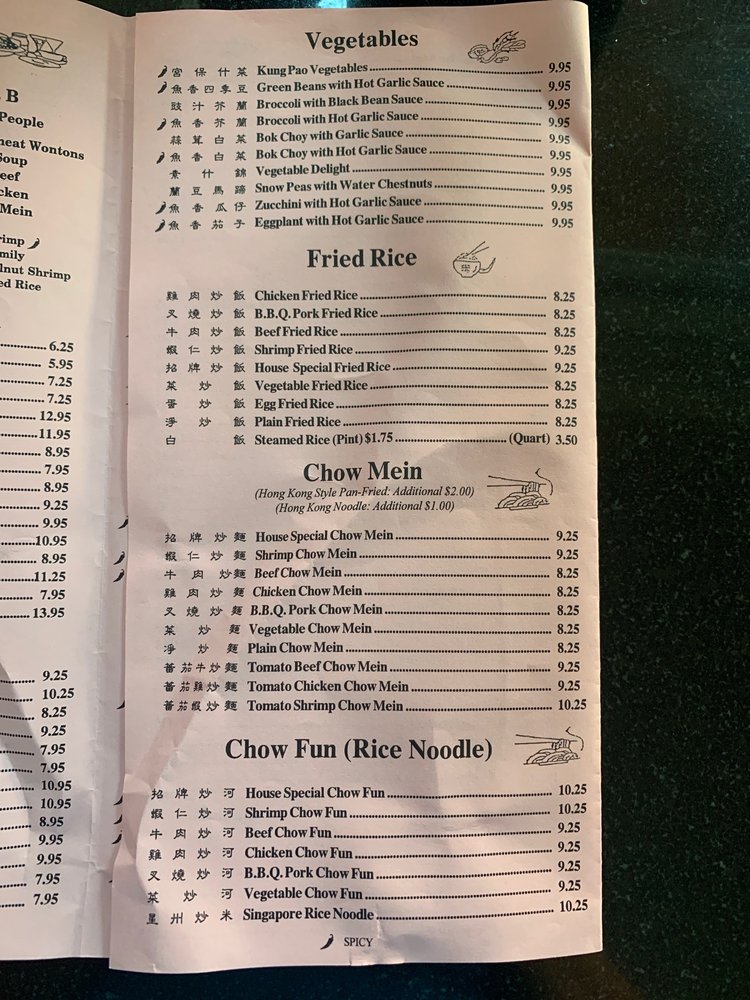 B
People
Wontons
Soup
Mein
Shrimp
ed Rice
6.25
5.95
7.25
7.25
12.95
11.95
8.95
7.95
8.95
9.25
9.95
10.95
8.95
11.25
7.95
13.95
9.25
10.25
8.25
9.25
7.95
7.95
10.95
10.95
8.95
9.95
9.95
7.95
7.95
Vegetables
宮保什菜 Kung Pao Vegetables 9.95
魚香四季豆 Green Beans with Hot Garlic Sauce 9.95
豉汁芥蘭 Broccoli with Black Bean Sauce 9.95
魚香芥蘭 Broccoli with Hot Garlic Sauce 9.95
蒜茸白菜 Bok Choy with Garlic Sauce 9.95
魚香白菜 Bok Choy with Hot Garlic Sauce 9.95
素什錦 Vegetable Delight 9.95
蘭豆馬蹄 Snow Peas with Water Chestnuts 9.95
魚香瓜仔 Zucchini with Hot Garlic Sauce 9.95
魚香茄子 Eggplant with Hot Garlic Sauce 9.95
Fried Rice
雞肉炒飯 Chicken Fried Rice 8.25
叉燒炒飯 B.B.Q. Pork Fried Rice 8.25
牛肉炒飯 Beef Fried Rice 8.25
蝦仁炒飯 Shrimp Fried Rice 9.25
招牌炒飯 House Special Fried Rice 9.25
菜炒飯 Vegetable Fried Rice 8.25
蛋炒飯 Egg Fried Rice 8.25
淨炒飯 Plain Fried Rice 8.25
白飯 Steamed Rice (Pint) $1.75 (Quart) 3.50
Chow Mein
(Hong Kong Style Pan-Fried: Additional $2.00)
(Hong Kong Noodle: Additional $1.00)
招牌炒麵 House Special Chow Mein 9.25
蝦仁炒麵 Shrimp Chow Mein 9.25
牛肉炒麵 Beef Chow Mein 8.25
雞肉炒麵 Chicken Chow Mein 8.25
叉燒炒麵 B.B.Q. Pork Chow Mein 8.25
菜炒麵 Vegetable Chow Mein 8.25
凈炒麵 Plain Chow Mein 8.25
蕃茄牛炒麵 Tomato Beef Chow Mein 9.25
蕃茄雞炒麵 Tomato Chicken Chow Mein 9.25
蕃茄蝦炒麵 Tomato Shrimp Chow Mein 10.25
Chow Fun (Rice Noodle)
招牌炒河 House Special Chow Fun 10.25
蝦仁炒河 Shrimp Chow Fun 10.25
牛肉炒河 Beef Chow Fun 9.25
雞肉炒河 Chicken Chow Fun 9.25
叉燒炒河 B.B.Q. Pork Chow Fun 9.25
菜炒河 Vegetable Chow Fun 9.25
星州炒米 Singapore Rice Noodle 10.25
SPICY